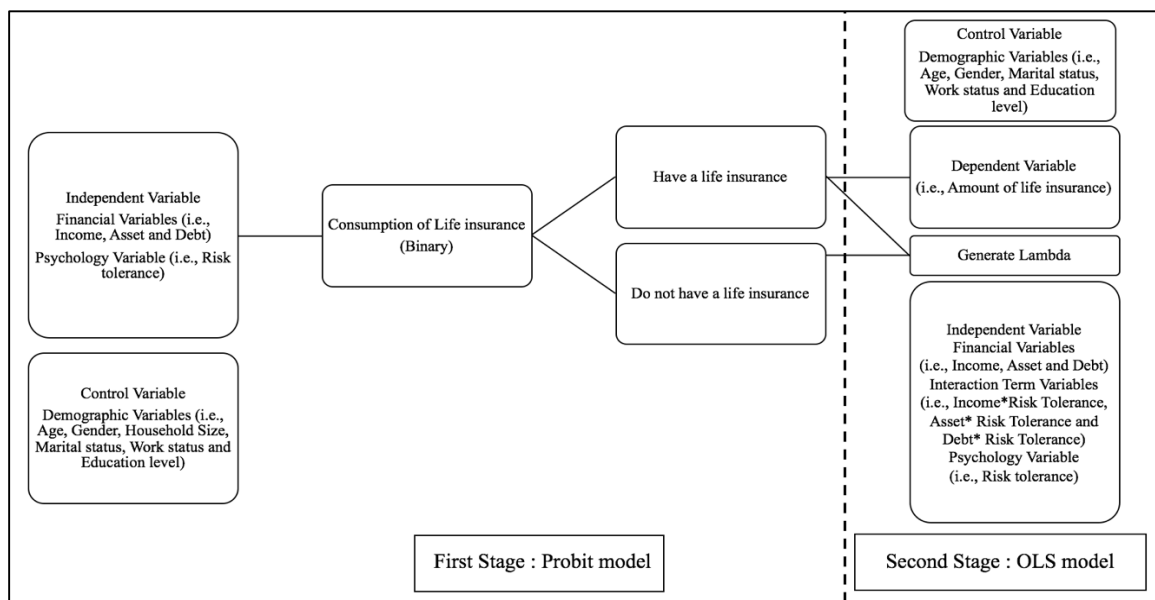 Independent Variable
Financial Variables (i.e.,
Income, Asset and Debt)
Psychology Variable (i.e., Risk
tolerance)
Control Variable
Demographic Variables (i.e.,
Age, Gender, Household Size,
Marital status, Work status and
Education level)
Consumption of Life insurance
(Binary)
Have a life insurance
Do not have a life insurance
First Stage : Probit model
Control Variable
Demographic Variables (i.e.,
Age, Gender, Marital status,
Work status and Education
level)
Dependent Variable
(i.e., Amount of life insurance)
Generate Lambda
Independent Variable
Financial Variables
(i.e., Income, Asset and Debt)
Interaction Term Variables
(i.e., Income*Risk Tolerance,
Asset* Risk Tolerance and
Debt* Risk Tolerance)
Psychology Variable
(i.e., Risk tolerance)
Second Stage : OLS model